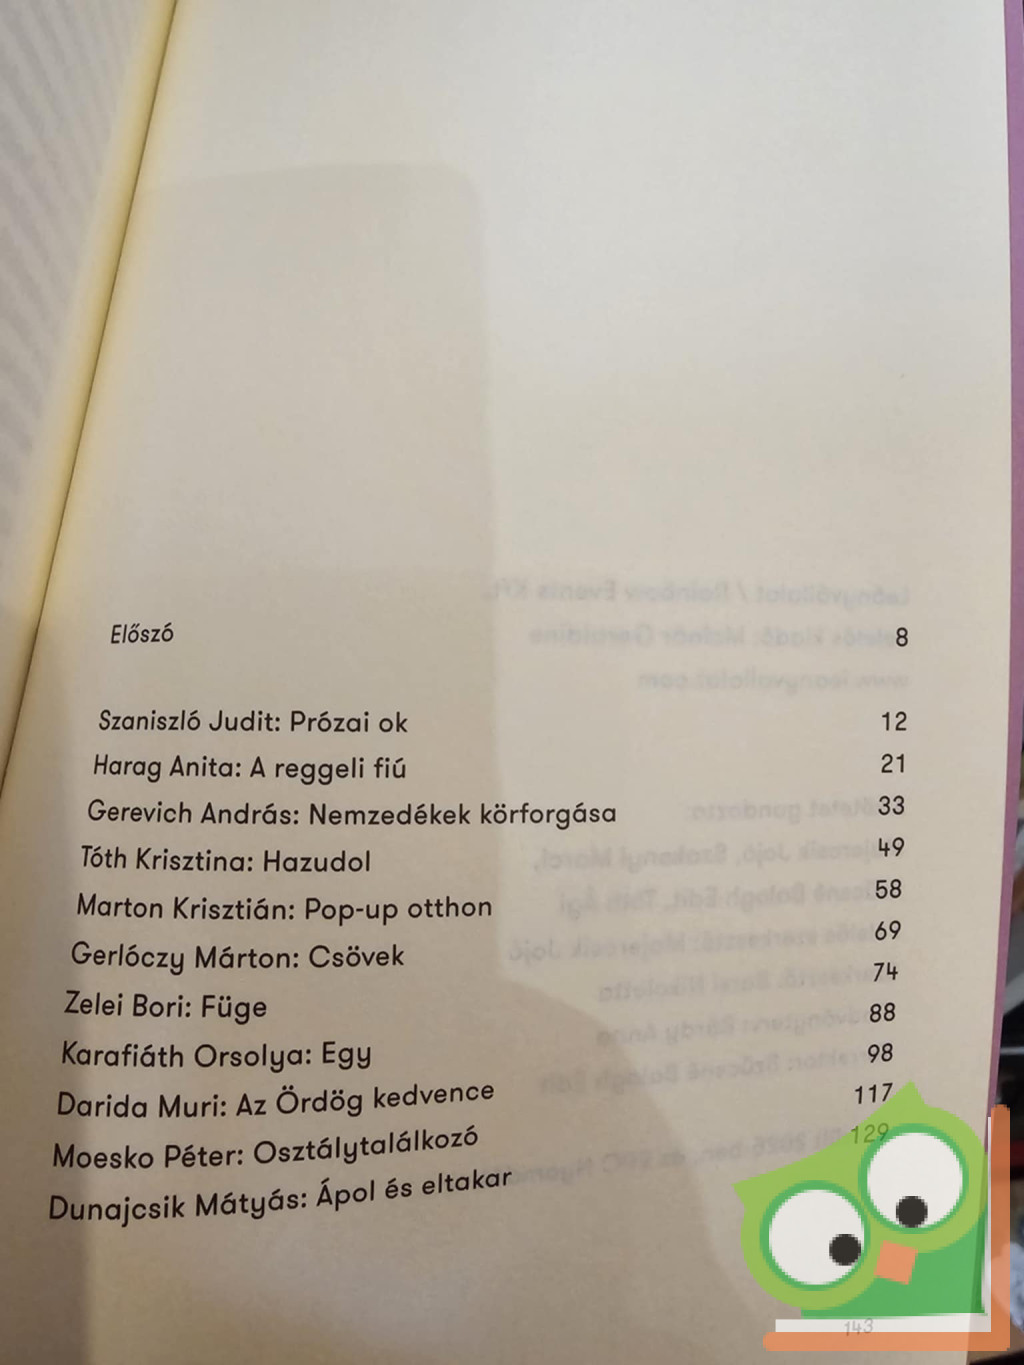 Előszó 8
Szaniszló Judit: Prózai ok 12
Harag Anita: A reggeli fiú 21
Gerevich András: Nemzedékek körforgása 33
Tóth Krisztina: Hazudol 49
Marton Krisztián: Pop-up otthon 58
Gerlóczy Márton: Csövek 69
Zelei Bori: Füge 74
Karafiáth Orsolya: Egy 88
Darida Muri: Az Ördög kedvence 98
Moesko Péter: Osztálytalálkozó 117
Dunajcsik Mátyás: Ápol és eltakar 129
143